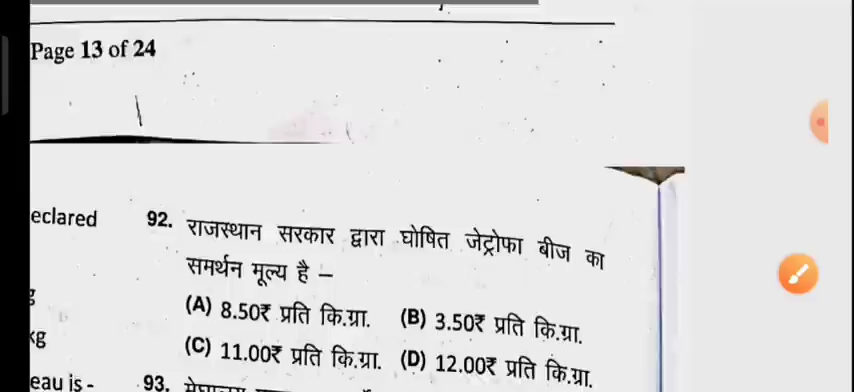 Page 13 of 24
eclared
92. राजस्थान सरकार द्वारा घोषित जेट्रोफा बीज का
समर्थन मूल्य है –
(A) 8.50₹ प्रति कि.ग्रा. (B) 3.50₹ प्रति कि.ग्रा.
kg
(C) 11.00₹ प्रति कि.ग्रा. (D) 12.00₹ प्रति कि.ग्रा.
eau is -
93.